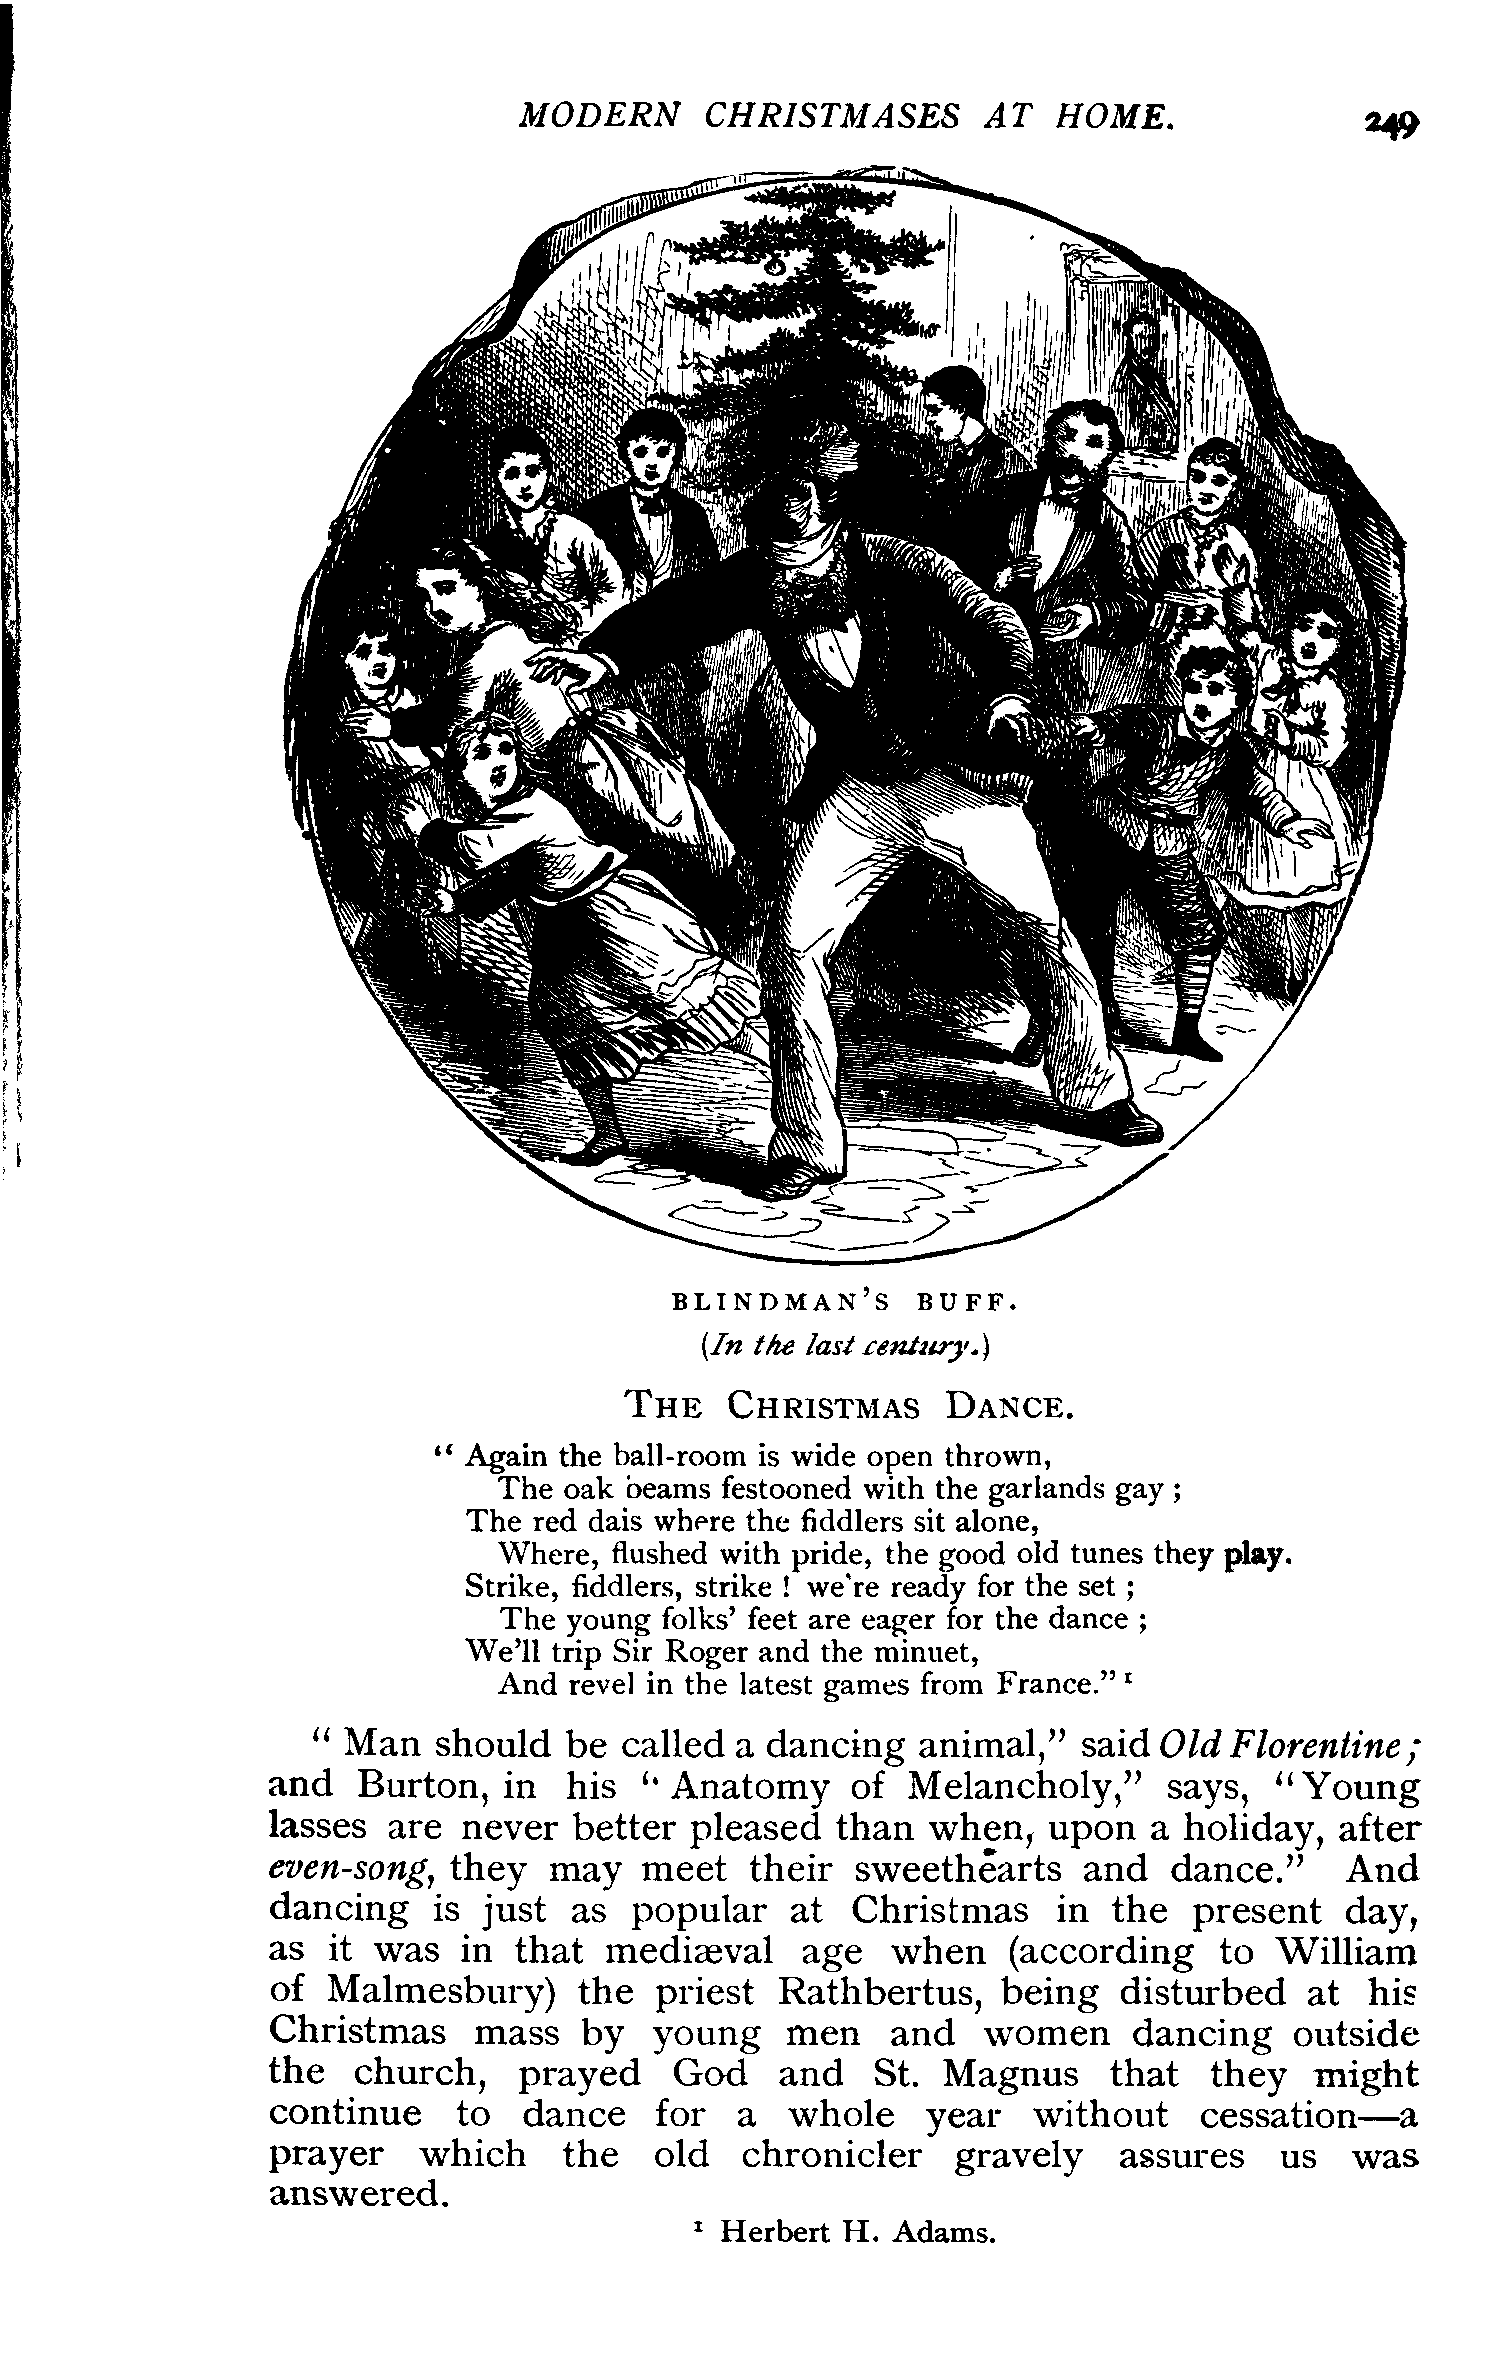 MODERN CHRISTMASES AT HOME. 249
BLINDMAN'S BUFF.
(In the last century.)
THE CHRISTMAS DANCE.
" Again the ball-room is wide open thrown,
The oak beams festooned with the garlands gay ;
The red dais where the fiddlers sit alone,
Where, flushed with pride, the good old tunes they play.
Strike, fiddlers, strike ! we're ready for the set ;
The young folks' feet are eager for the dance ;
We'll trip Sir Roger and the minuet,
And revel in the latest games from France." ¹
" Man should be called a dancing animal," said Old Florentine ;
and Burton, in his " Anatomy of Melancholy," says, " Young
lasses are never better pleased than when, upon a holiday, after
even-song, they may meet their sweethearts and dance." And
dancing is just as popular at Christmas in the present day,
as it was in that mediæval age when (according to William
of Malmesbury) the priest Rathbertus, being disturbed at his
Christmas mass by young men and women dancing outside
the church, prayed God and St. Magnus that they might
continue to dance for a whole year without cessation—a
prayer which the old chronicler gravely assures us was
answered.
¹ Herbert H. Adams.